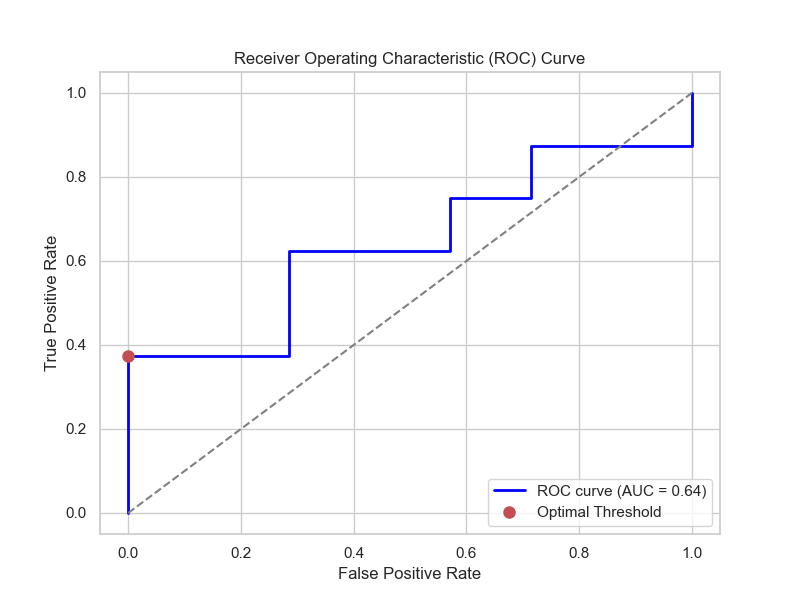 Receiver Operating Characteristic (ROC) Curve
True Positive Rate
1.0
0.8
0.6
0.4
0.2
0.0
ROC curve (AUC = 0.64)
Optimal Threshold
0.0 0.2 0.4 0.6 0.8 1.0
False Positive Rate